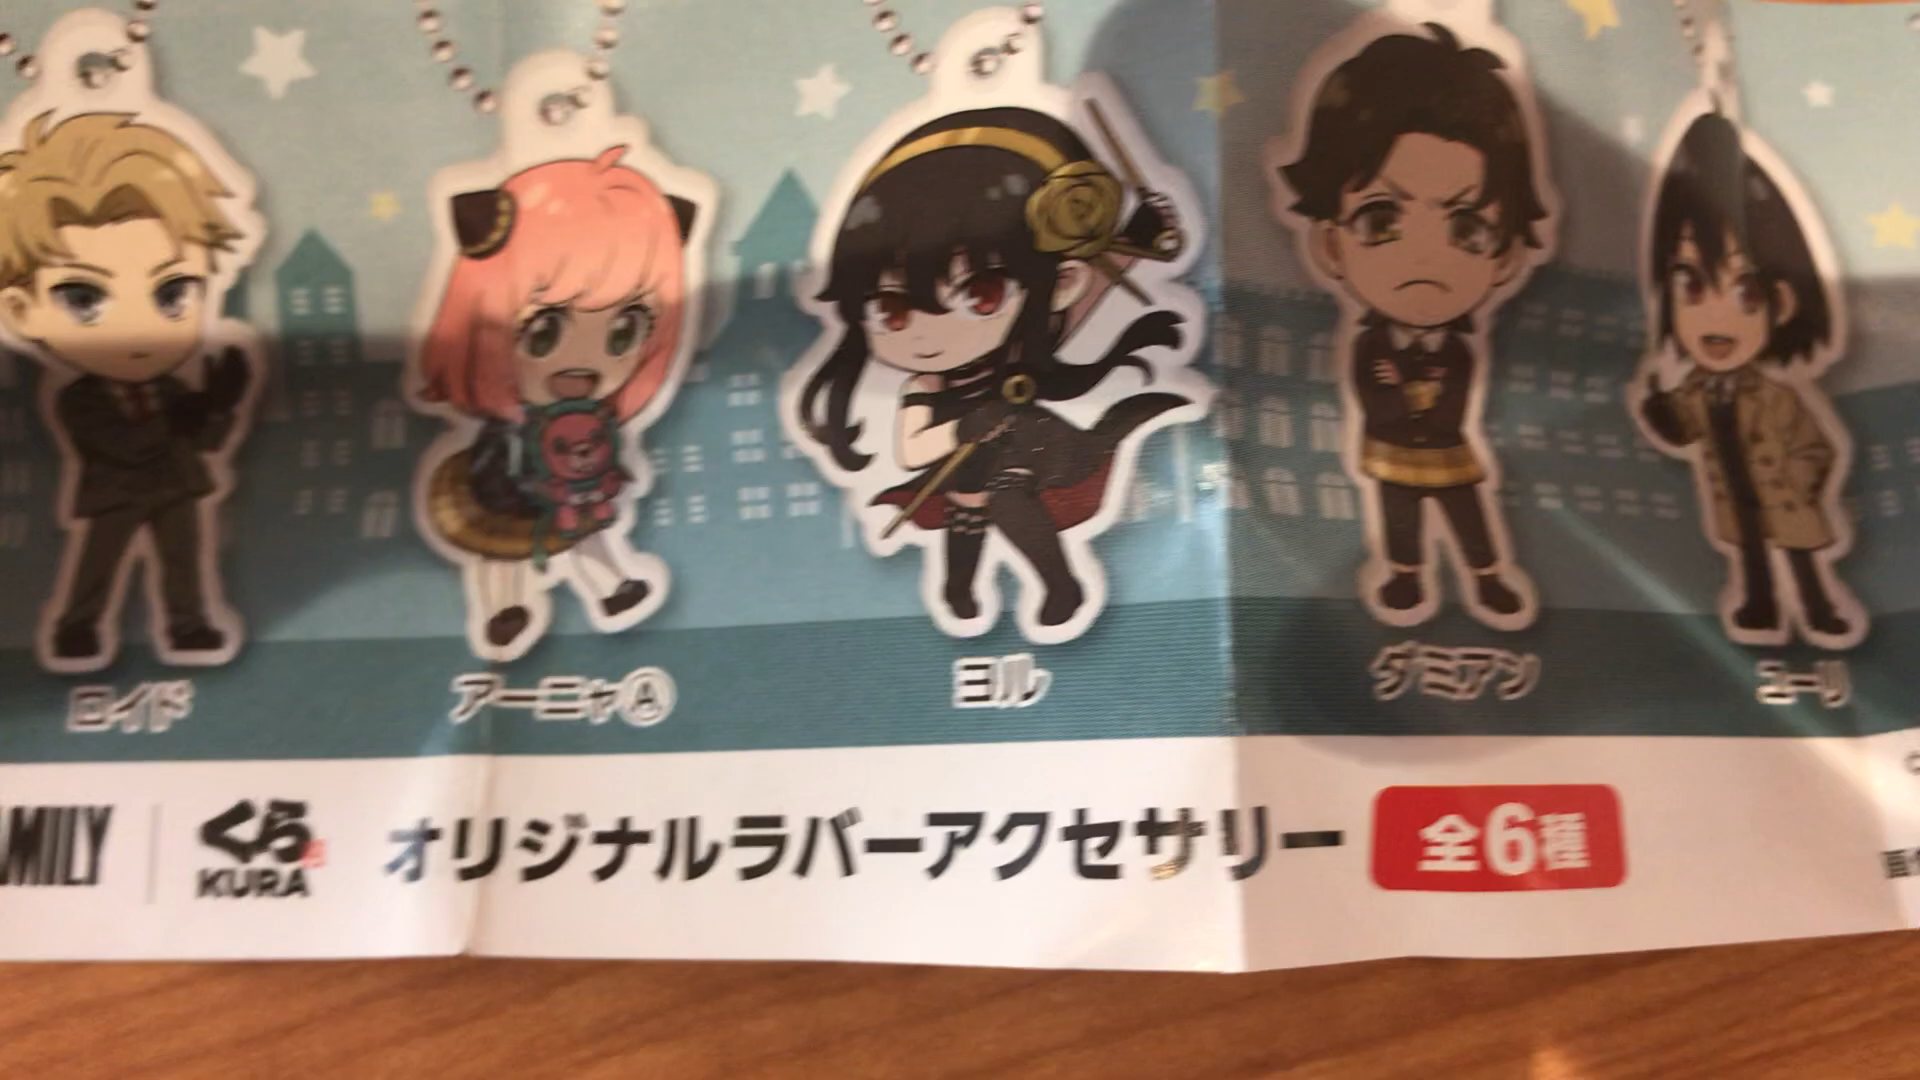 ロイド
アーニャⒶ
ヨル
ダミアン
ユーリ
AMILY
くら
KURA
オリジナルラバーアクセサリー
全6種